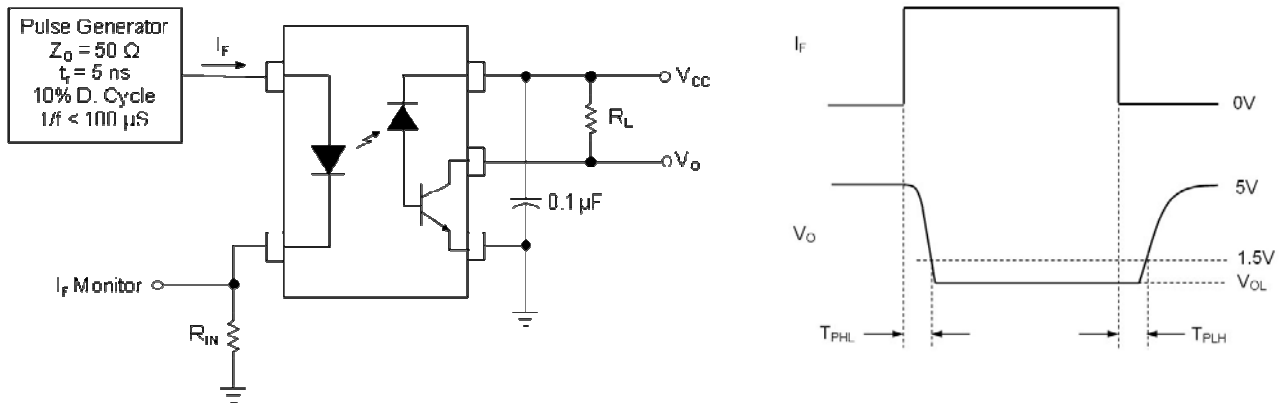 Pulse Generator
Z₀ = 50 Ω
tᵣ = 5 ns
10% D. Cycle
1/f < 100 µS
I_F
V_CC
R_L
V_O
0.1 µF
I_F Monitor
R_IN
I_F
0V
5V
V_O
1.5V
V_OL
T_PHL
T_PLH